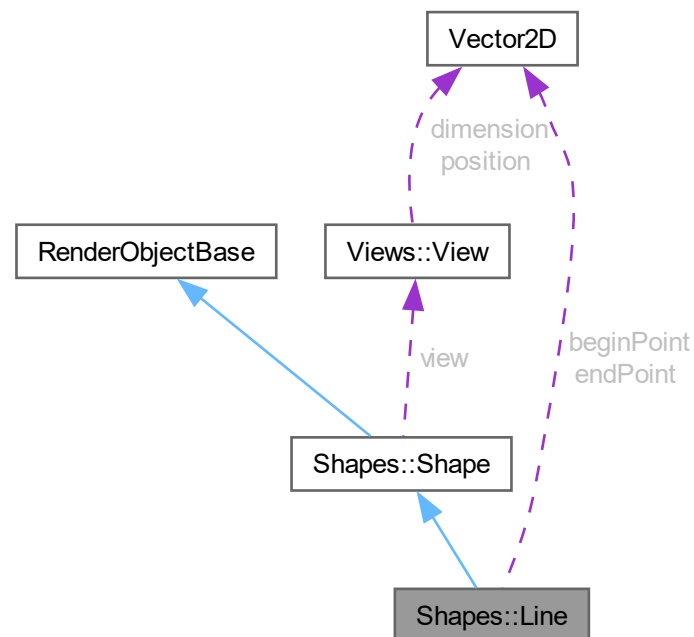 Vector2D
dimension
position
RenderObjectBase
Views::View
beginPoint
endPoint
view
Shapes::Shape
Shapes::Line